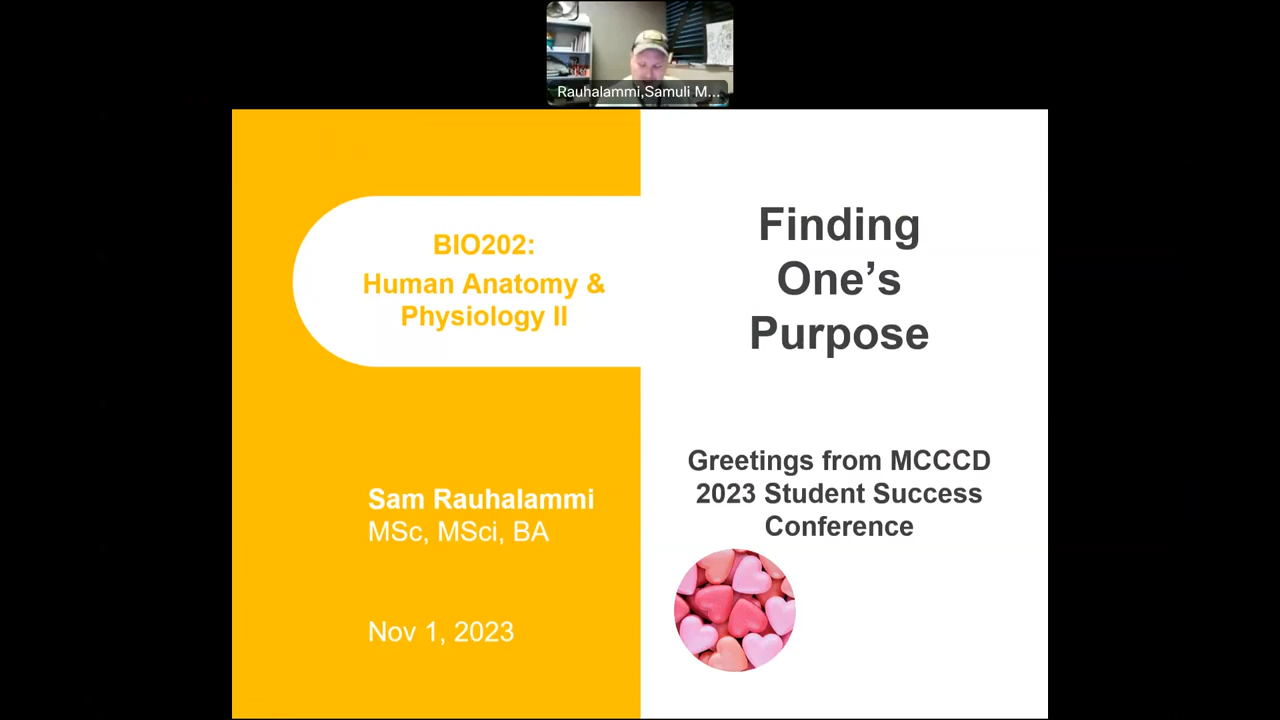 Rauhalammi,Samuli M...
BIO202:
Human Anatomy &
Physiology II
Sam Rauhalammi
MSc, MSci, BA
Nov 1, 2023
Finding
One’s
Purpose
Greetings from MCCCD
2023 Student Success
Conference